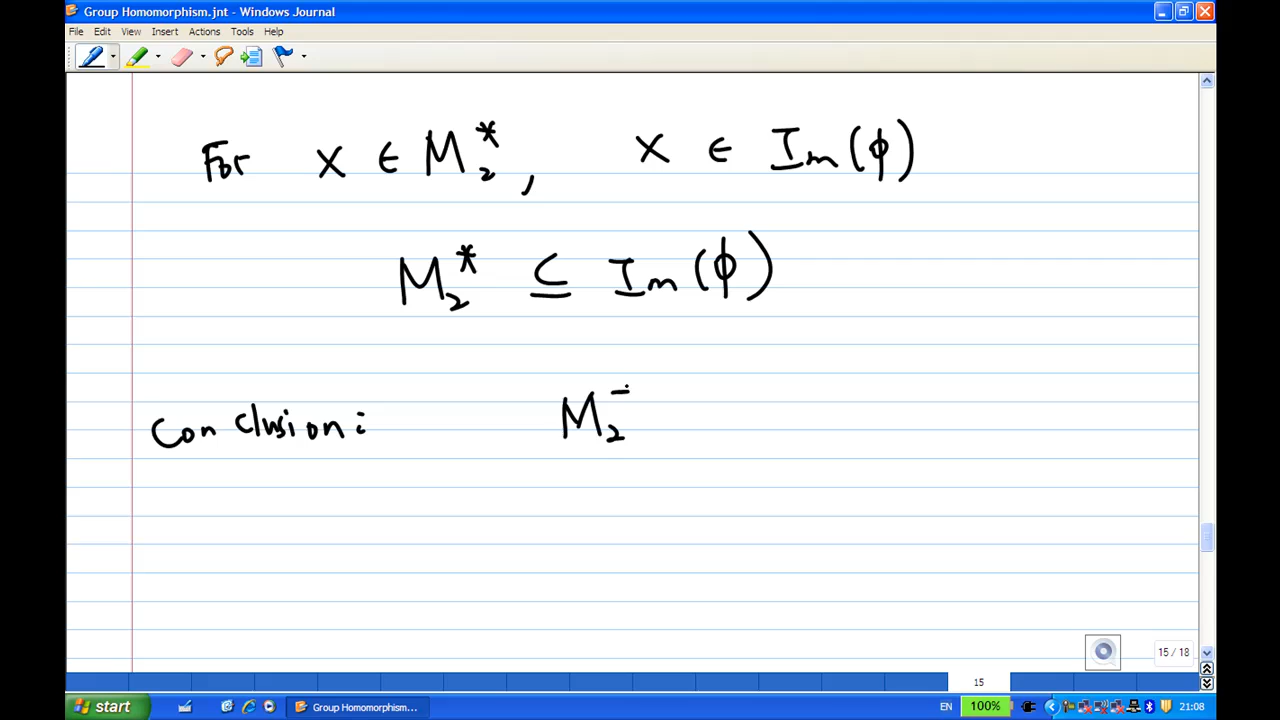 Group Homomorphism.jnt - Windows Journal
File Edit View Insert Actions Tools Help
For x ∈ M₂*, x ∈ Im(φ)
M₂* ⊆ Im(φ)
Conclusion: M₂
15 / 18
15
start Group Homomorphism... EN 100% 21:08